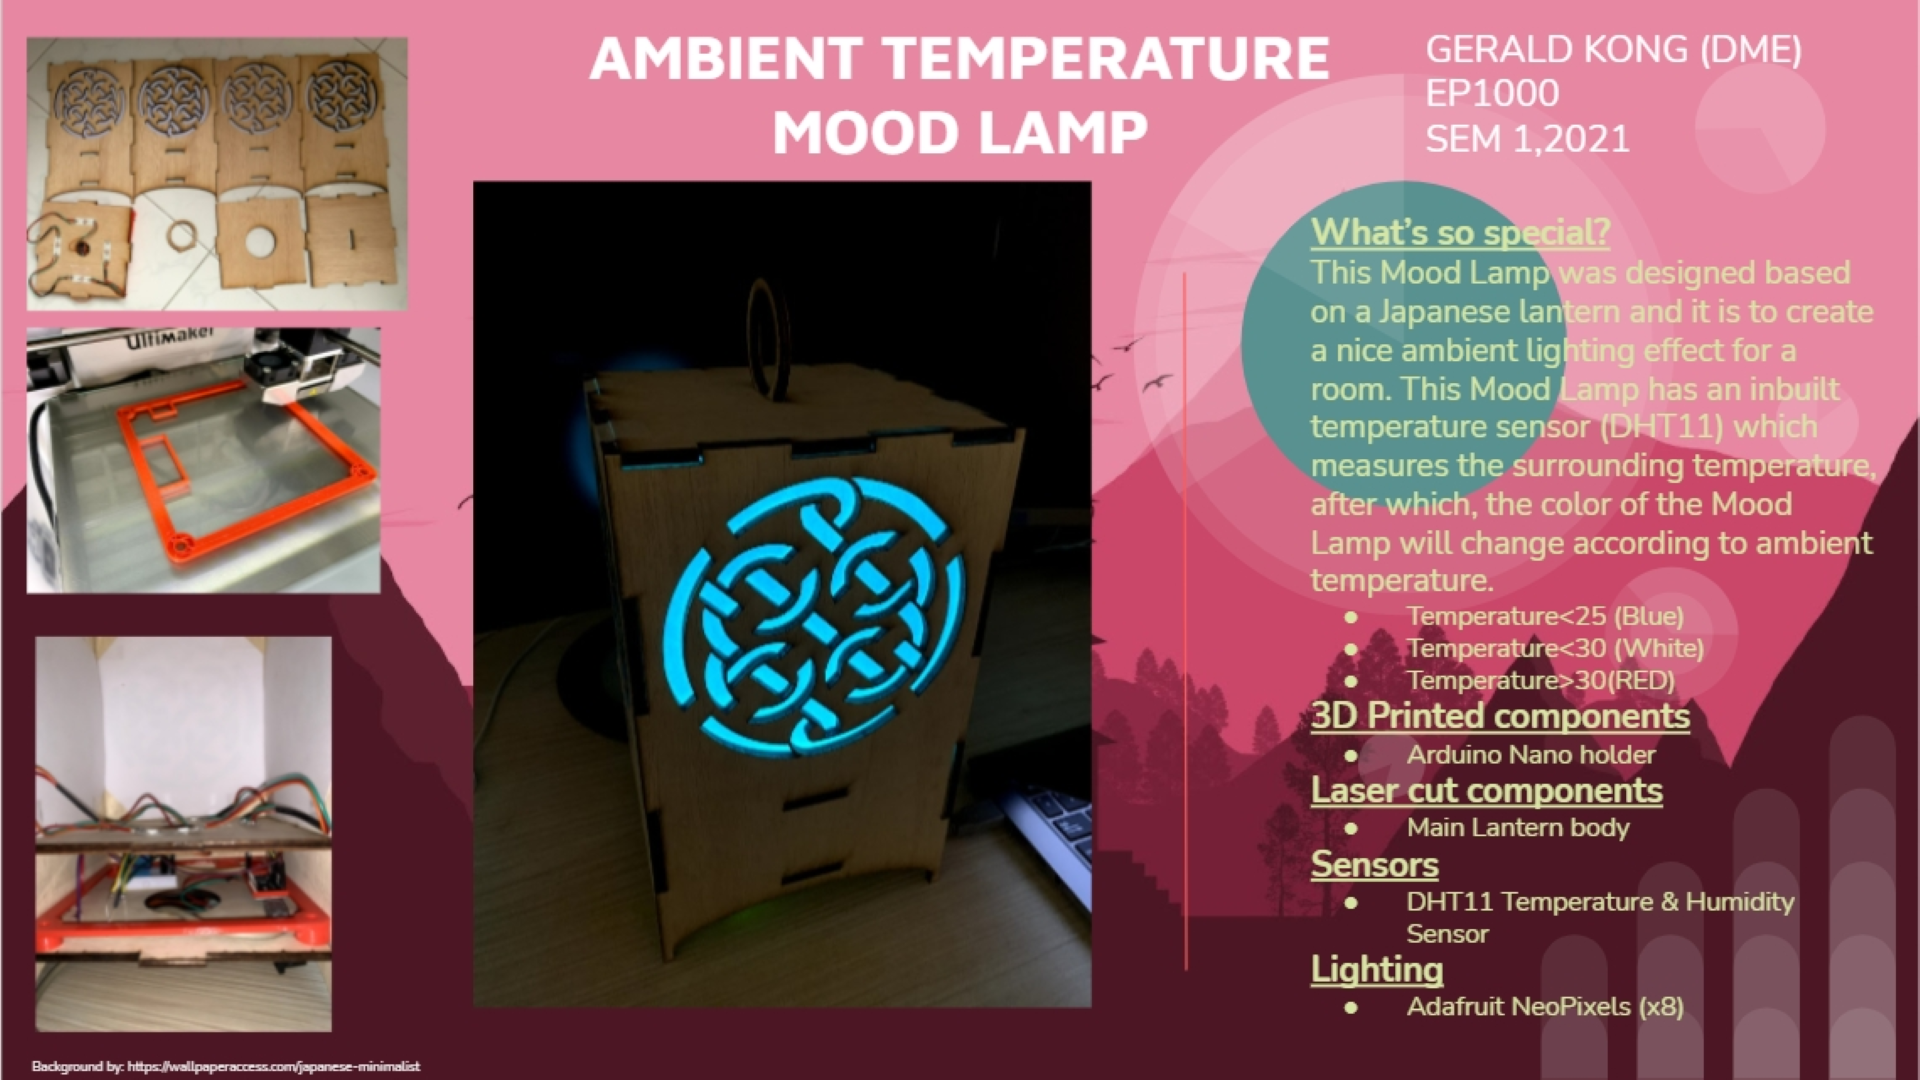 AMBIENT TEMPERATURE
MOOD LAMP
GERALD KONG (DME)
EP1000
SEM 1,2021
Ultimaker
What's so special?
This Mood Lamp was designed based
on a Japanese lantern and it is to create
a nice ambient lighting effect for a
room. This Mood Lamp has an inbuilt
temperature sensor (DHT11) which
measures the surrounding temperature,
after which, the color of the Mood
Lamp will change according to ambient
temperature.
● Temperature<25 (Blue)
● Temperature<30 (White)
● Temperature>30(RED)
3D Printed components
● Arduino Nano holder
Laser cut components
● Main Lantern body
Sensors
● DHT11 Temperature & Humidity
Sensor
Lighting
● Adafruit NeoPixels (x8)
Background by: https://wallpaperaccess.com/japanese-minimalist